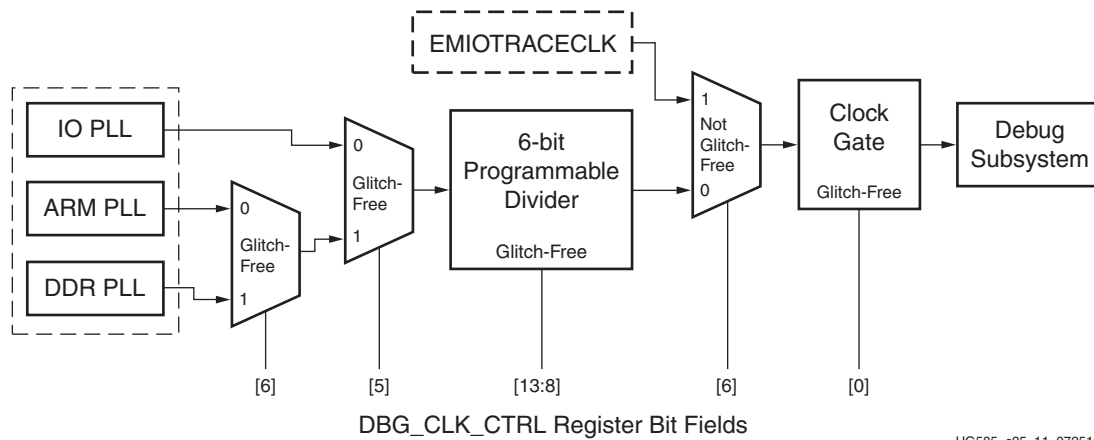 EMIOTRACECLK
IO PLL
ARM PLL
DDR PLL
0
Glitch-
Free
1
0
Glitch-
Free
1
6-bit
Programmable
Divider
Glitch-Free
1
Not
Glitch-
Free
0
Clock
Gate
Glitch-Free
Debug
Subsystem
[6]
[5]
[13:8]
[6]
[0]
DBG_CLK_CTRL Register Bit Fields